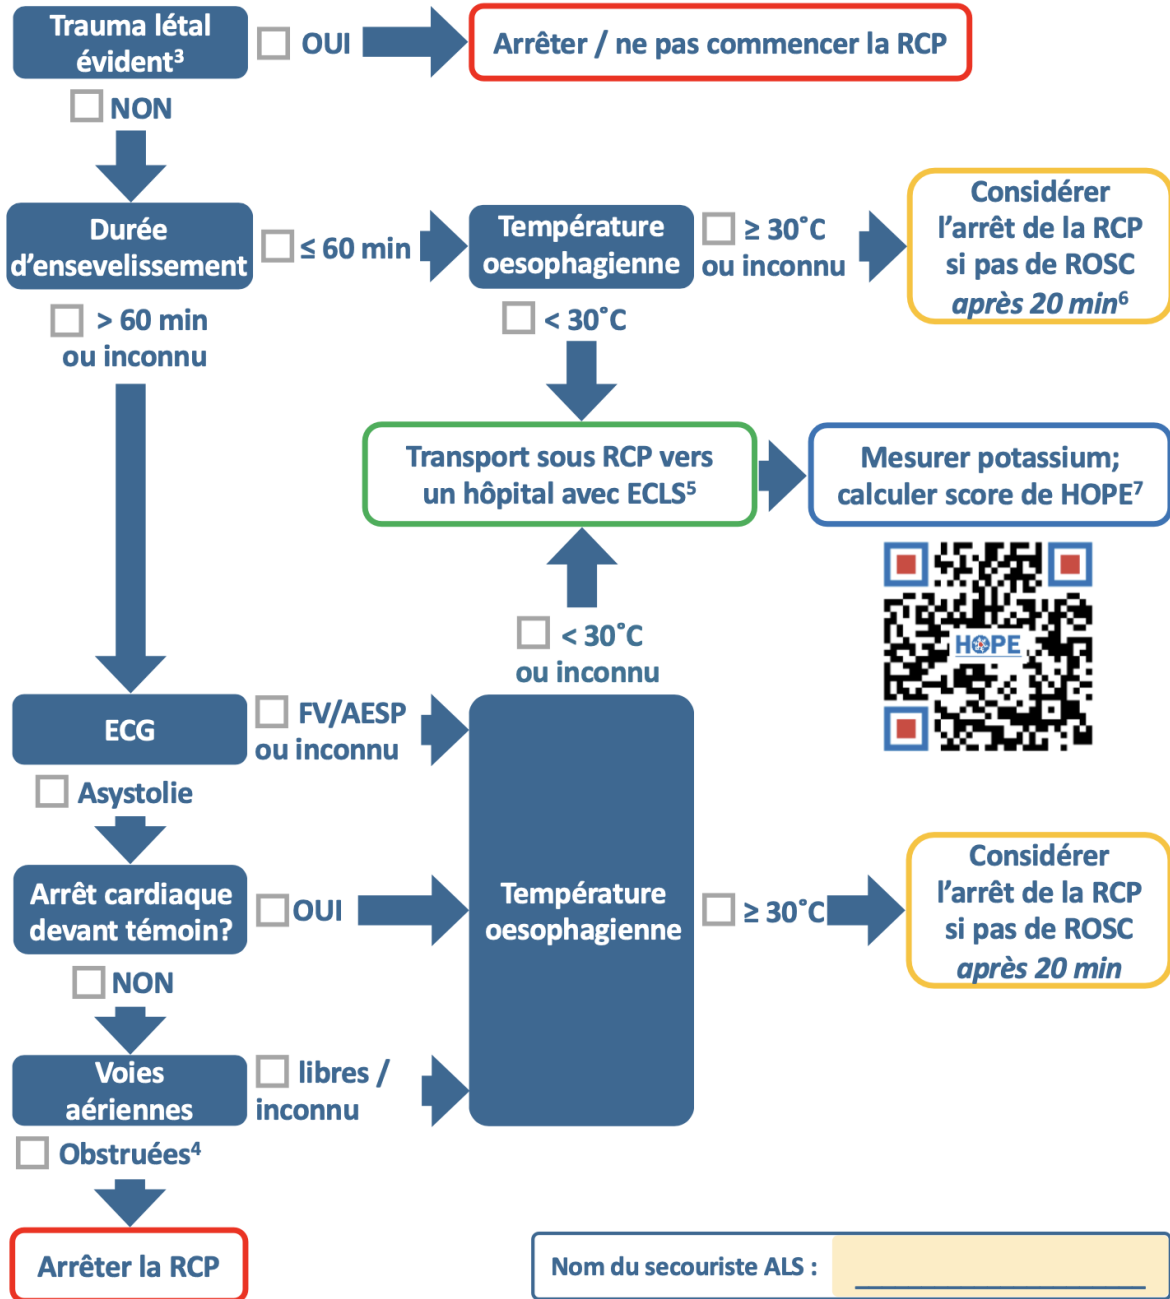 Trauma létal
évident³
OUI
Arrêter / ne pas commencer la RCP
NON
Durée
d'ensevelissement
≤ 60 min
Température
oesophagienne
≥ 30°C
ou inconnu
Considérer
l'arrêt de la RCP
si pas de ROSC
après 20 min⁶
> 60 min
ou inconnu
< 30°C
Transport sous RCP vers
un hôpital avec ECLS⁵
Mesurer potassium;
calculer score de HOPE⁷
HOPE
< 30°C
ou inconnu
ECG
FV/AESP
ou inconnu
Asystolie
Arrêt cardiaque
devant témoin?
OUI
Température
oesophagienne
≥ 30°C
Considérer
l'arrêt de la RCP
si pas de ROSC
après 20 min
NON
Voies
aériennes
libres /
inconnu
Obstruées⁴
Arrêter la RCP
Nom du secouriste ALS :